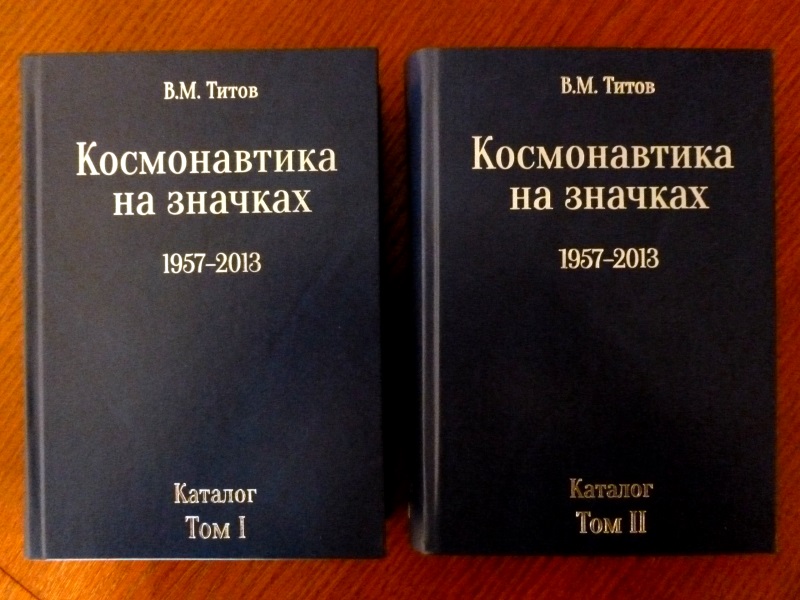 В.М. Титов
Космонавтика
на значках
1957–2013
Каталог
Том I
В.М. Титов
Космонавтика
на значках
1957–2013
Каталог
Том II